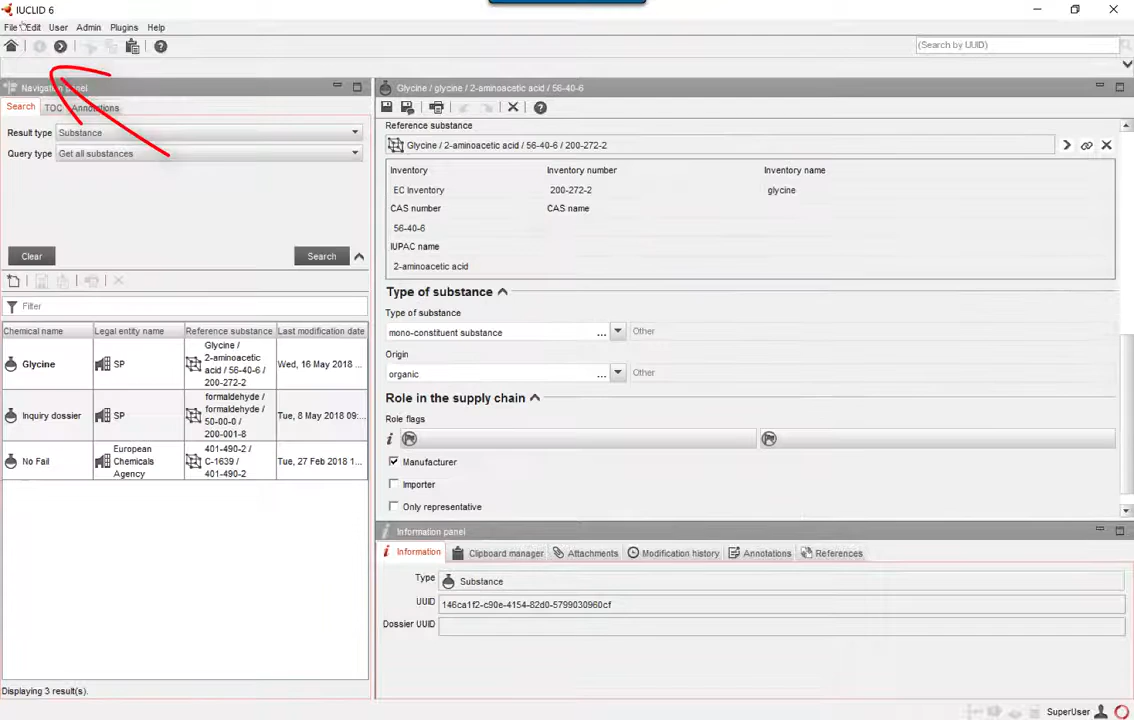 IUCLID 6
File Edit User Admin Plugins Help
(Search by UUID)
Navigation panel
Search TOC Annotations
Result type Substance
Query type Get all substances
Clear Search
Filter
Chemical name Legal entity name Reference substance Last modification date
Glycine SP Glycine /
2-aminoacetic
acid / 56-40-6 /
200-272-2 Wed, 16 May 2018 ...
Inquiry dossier SP formaldehyde /
formaldehyde /
50-00-0 /
200-001-8 Tue, 8 May 2018 09:...
No Fail European
Chemicals
Agency 401-490-2 /
C-1639 /
401-490-2 Tue, 27 Feb 2018 1...
Displaying 3 result(s).
Glycine / glycine / 2-aminoacetic acid / 56-40-6
Reference substance
Glycine / 2-aminoacetic acid / 56-40-6 / 200-272-2
Inventory Inventory number Inventory name
EC Inventory 200-272-2 glycine
CAS number CAS name
56-40-6
IUPAC name
2-aminoacetic acid
Type of substance
Type of substance
mono-constituent substance ... Other
Origin
organic ... Other
Role in the supply chain
Role flags
Manufacturer
Importer
Only representative
Information panel
Information Clipboard manager Attachments Modification history Annotations References
Type Substance
UUID 146ca1f2-c90e-4154-82d0-5799030960cf
Dossier UUID
SuperUser